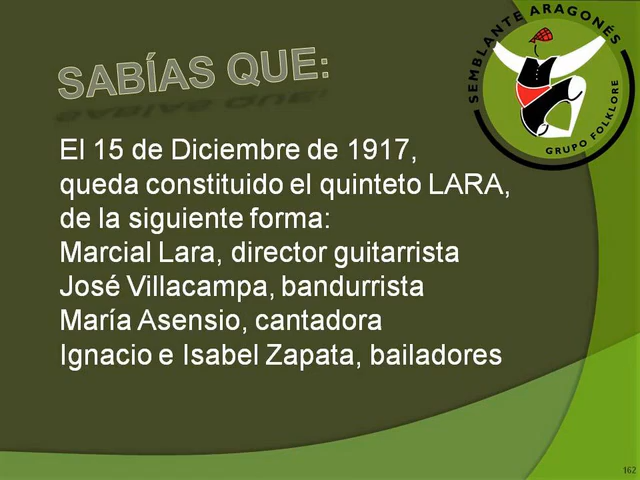 SEMBLANTE ARAGONÉS
GRUPO FOLKLORE
SABÍAS QUE:
El 15 de Diciembre de 1917,
queda constituido el quinteto LARA,
de la siguiente forma:
Marcial Lara, director guitarrista
José Villacampa, bandurrista
María Asensio, cantadora
Ignacio e Isabel Zapata, bailadores
162